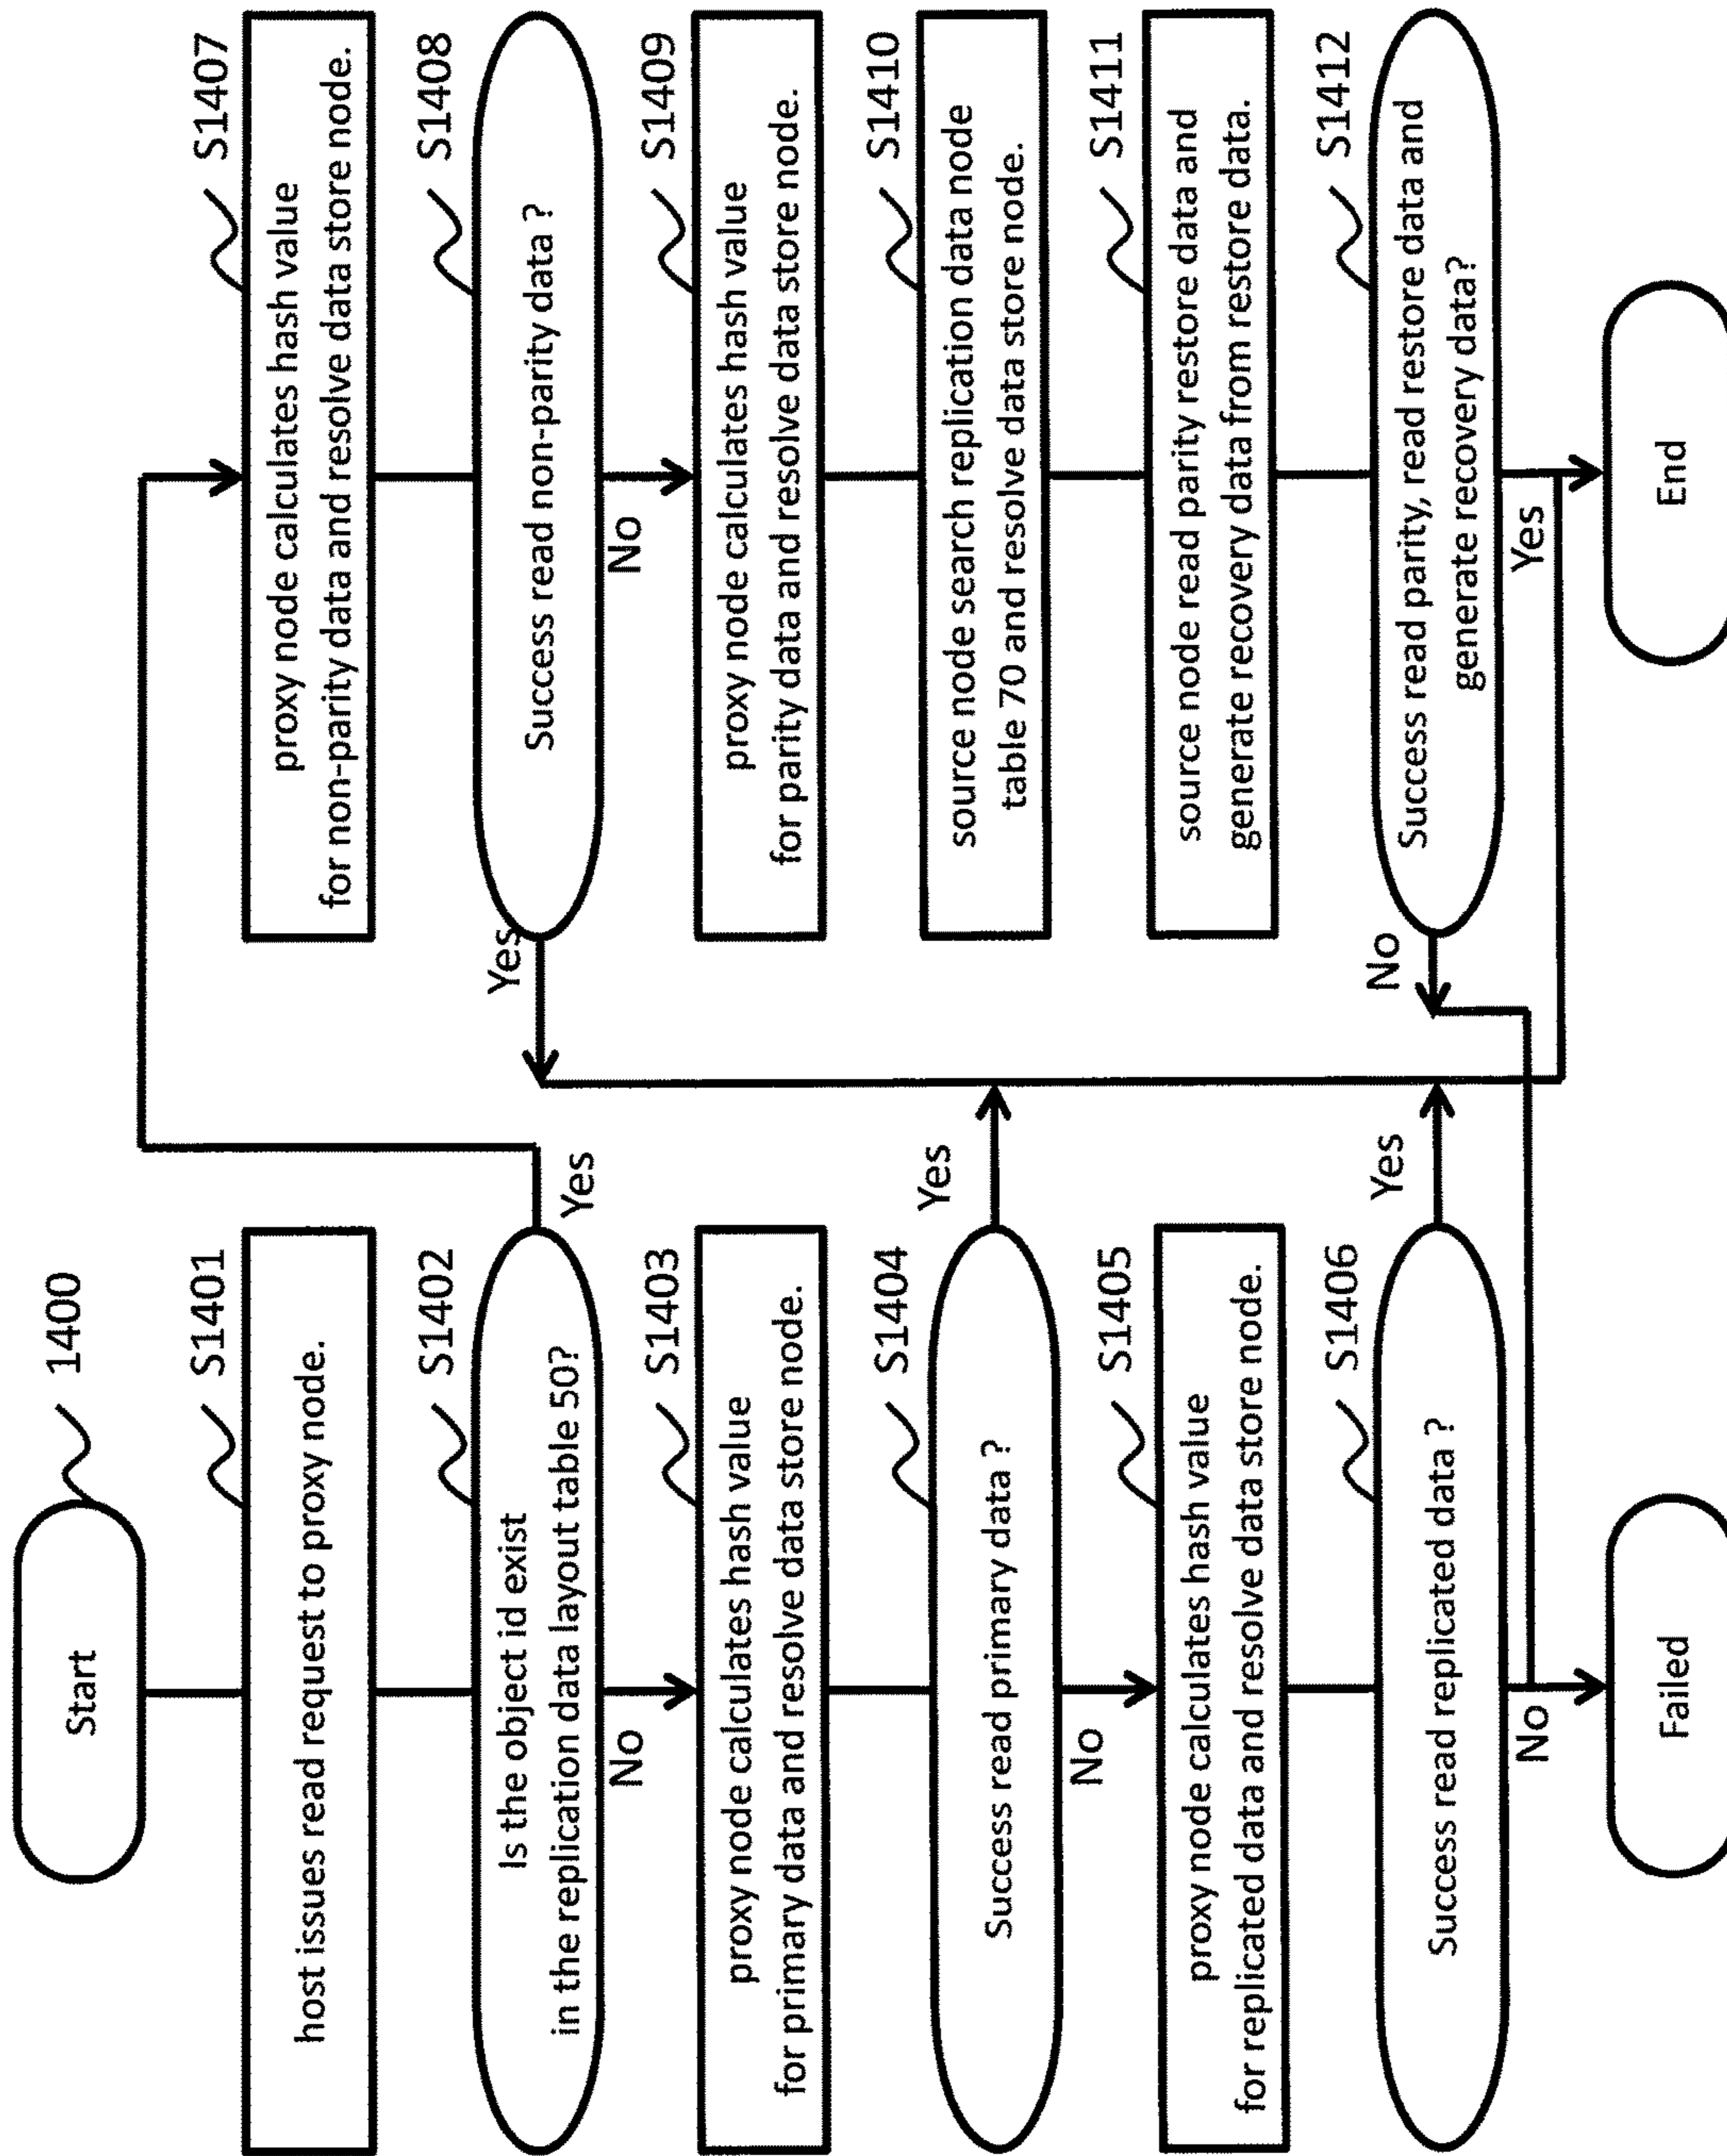 1400
Start
S1401
host issues read request to proxy node.
S1402
Is the object id exist
in the replication data layout table 50?
Yes
No
S1403
proxy node calculates hash value
for primary data and resolve data store node.
S1404
Success read primary data ?
Yes
No
S1405
proxy node calculates hash value
for replicated data and resolve data store node.
S1406
Success read replicated data ?
Yes
No
Failed
S1407
proxy node calculates hash value
for non-parity data and resolve data store node.
S1408
Success read non-parity data ?
Yes
No
S1409
proxy node calculates hash value
for parity data and resolve data store node.
S1410
source node search replication data node
table 70 and resolve data store node.
S1411
source node read parity restore data and
generate recovery data from restore data.
S1412
Success read parity, read restore data and
generate recovery data?
No
Yes
End